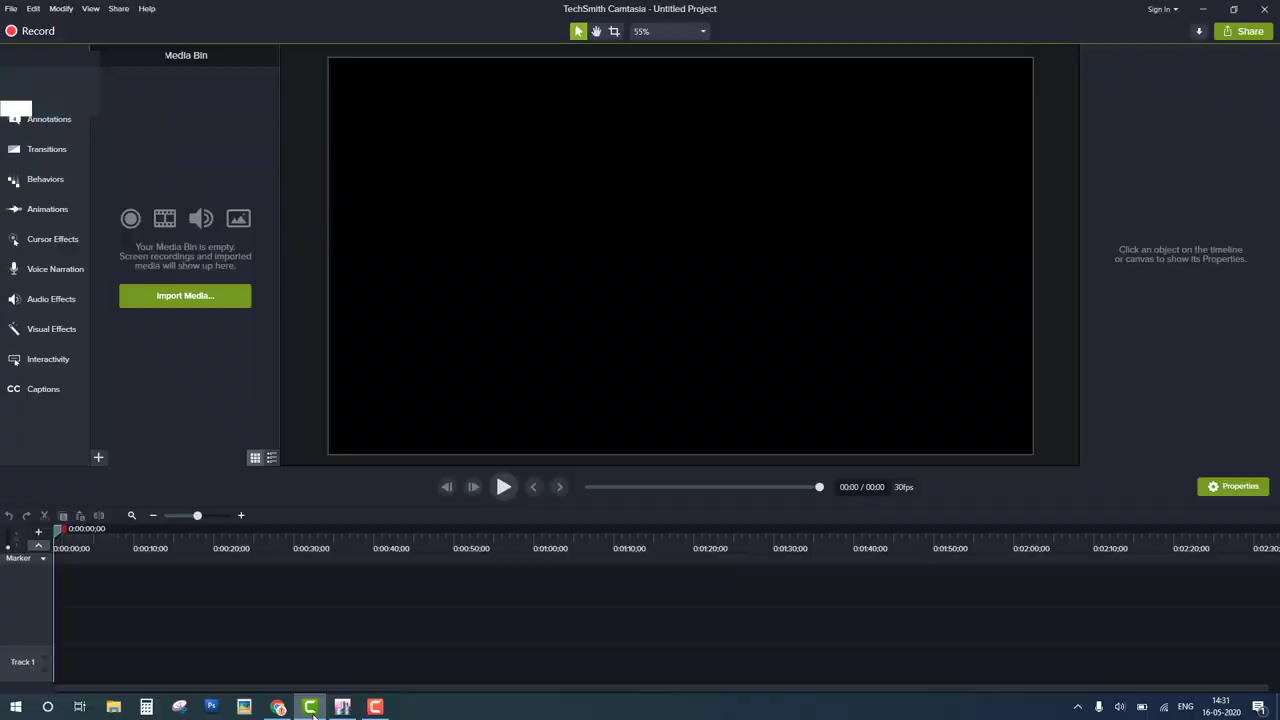 File Edit Modify View Share Help
TechSmith Camtasia - Untitled Project
Sign In
Record
55%
Share
Media Bin
Annotations
Transitions
Behaviors
Animations
Cursor Effects
Voice Narration
Audio Effects
Visual Effects
Interactivity
CC Captions
Your Media Bin is empty.
Screen recordings and imported
media will show up here.
Import Media...
Click an object on the timeline
or canvas to show its Properties.
00:00 / 00:00 30fps
Properties
0:00:00;00
0:00:00;00 0:00:10;00 0:00:20;00 0:00:30;00 0:00:40;00 0:00:50;00 0:01:00;00 0:01:10;00 0:01:20;00 0:01:30;00 0:01:40;00 0:01:50;00 0:02:00;00 0:02:10;00 0:02:20;00 0:02:30;
Marker
Track 1
Ps
ENG
14:31
16-05-2020